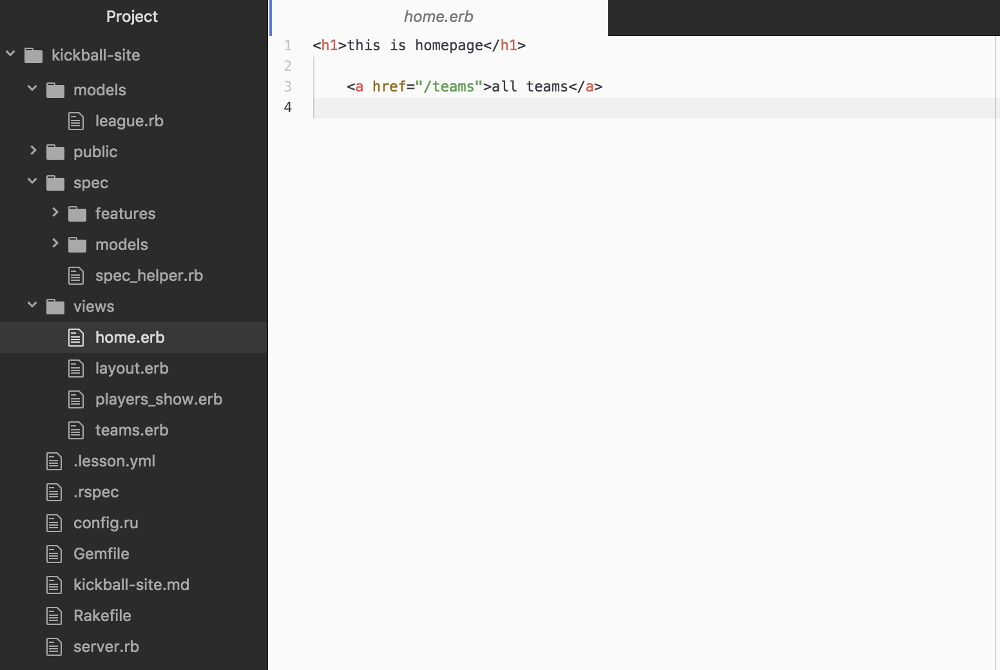 Project
kickball-site
models
league.rb
public
spec
features
models
spec_helper.rb
views
home.erb
layout.erb
players_show.erb
teams.erb
.lesson.yml
.rspec
config.ru
Gemfile
kickball-site.md
Rakefile
server.rb
home.erb
1 <h1>this is homepage</h1>
2
3     <a href="/teams">all teams</a>
4